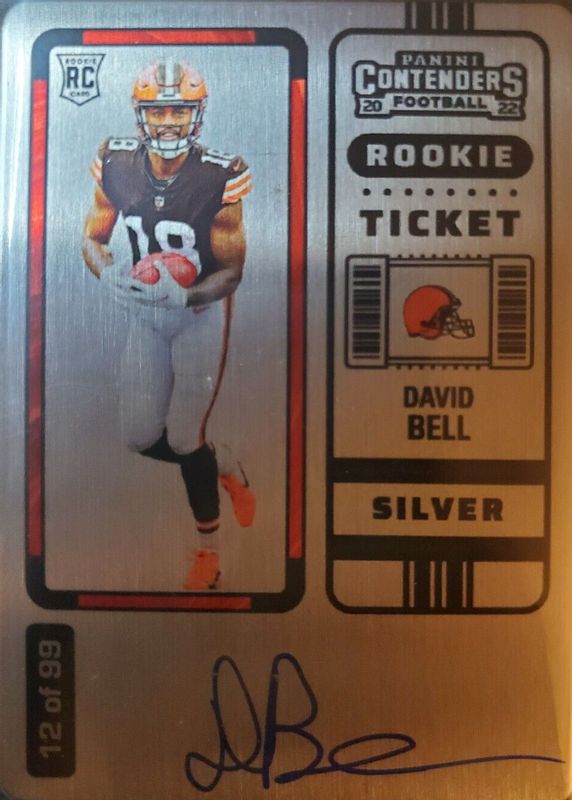 ROOKIE
RC
CARD
18
PANINI
CONTENDERS
20 FOOTBALL 22
ROOKIE
TICKET
DAVID
BELL
SILVER
12 of 99